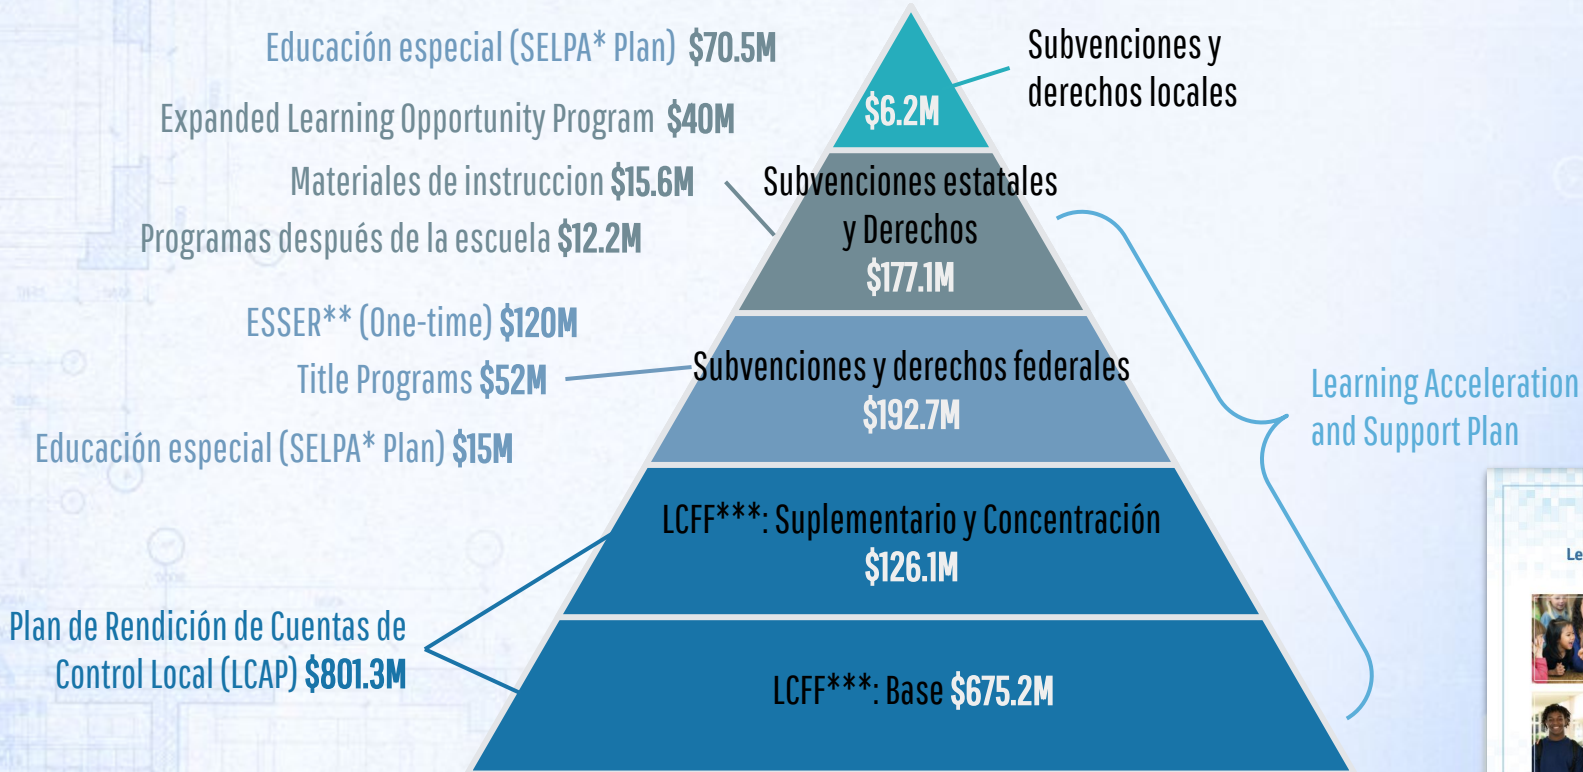 Educación especial (SELPA* Plan) $70.5M
Expanded Learning Opportunity Program $40M
Materiales de instruccion $15.6M
Programas después de la escuela $12.2M
ESSER** (One-time) $120M
Title Programs $52M
Educación especial (SELPA* Plan) $15M
Plan de Rendición de Cuentas de
Control Local (LCAP) $801.3M
$6.2M
Subvenciones y
derechos locales
Subvenciones estatales
y Derechos
$177.1M
Subvenciones y derechos federales
$192.7M
LCFF***: Suplementario y Concentración
$126.1M
LCFF***: Base $675.2M
Learning Acceleration
and Support Plan